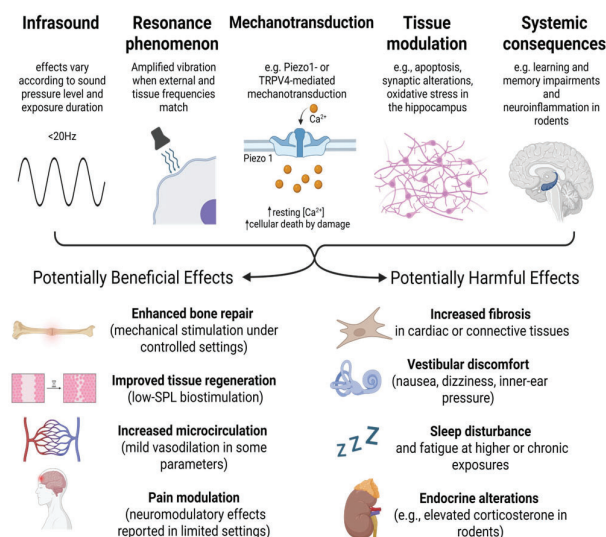 Infrasound
effects vary
according to sound
pressure level and
exposure duration
<20Hz
Resonance
phenomenon
Amplified vibration
when external and
tissue frequencies
match
Mechanotransduction
e.g. Piezo1- or
TRPV4-mediated
mechanotransduction
Ca²⁺
Piezo 1
↑resting [Ca²⁺]
↑cellular death by damage
Tissue
modulation
e.g., apoptosis,
synaptic alterations,
oxidative stress in
the hippocampus
Systemic
consequences
e.g. learning and
memory impairments and
neuroinflammation in
rodents
Potentially Beneficial Effects
Enhanced bone repair
(mechanical stimulation under
controlled settings)
Improved tissue regeneration
(low-SPL biostimulation)
Increased microcirculation
(mild vasodilation in some
parameters)
Pain modulation
(neuromodulatory effects
reported in limited settings)
Potentially Harmful Effects
Increased fibrosis
in cardiac or connective tissues
Vestibular discomfort
(nausea, dizziness, inner-ear
pressure)
zZZ
Sleep disturbance
and fatigue at higher or chronic
exposures
Endocrine alterations
(e.g., elevated corticosterone in
rodents)